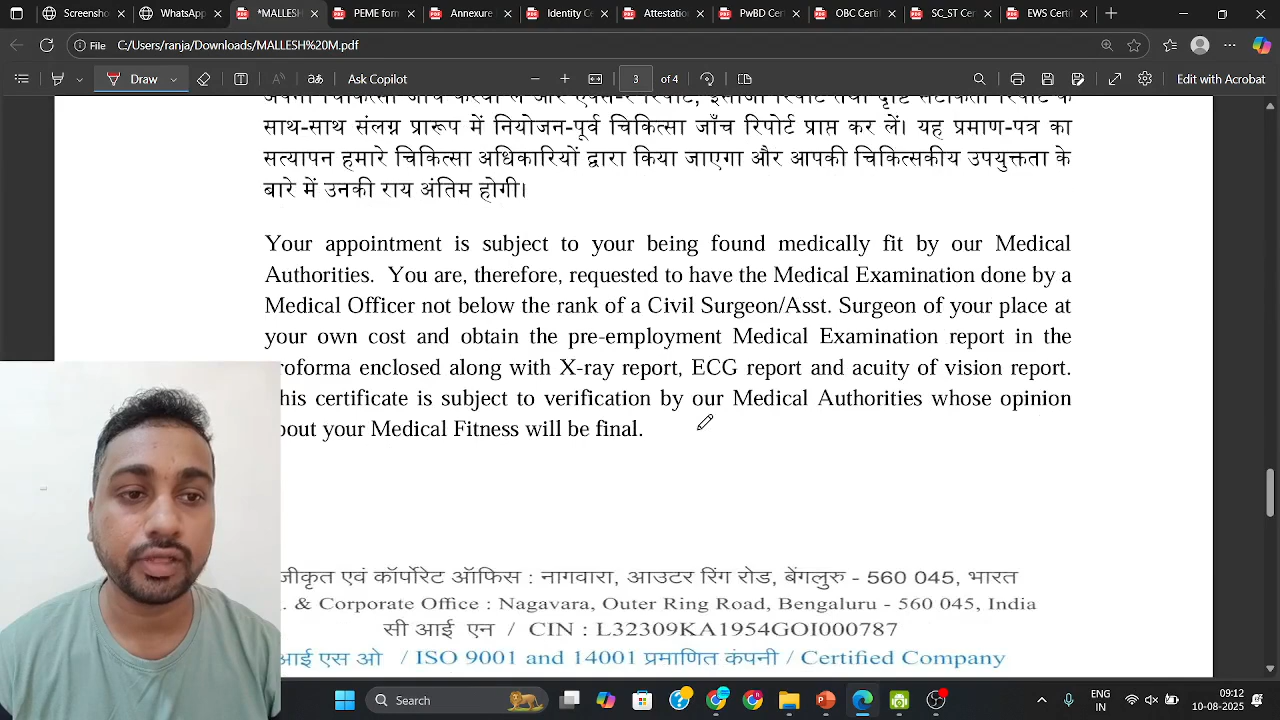 Screensho WhatsApp *MALLESH PEME form Annexure Identity Ce Attestatio PwBD Cert OBC Certifi SC_ST Cer EWS Certi
File C:/Users/ranja/Downloads/MALLESH%20M.pdf
Draw Ask Copilot 3 of 4 Edit with Acrobat
साथ-साथ संलग्न प्रारूप में नियोजन-पूर्व चिकित्सा जाँच रिपोर्ट प्राप्त कर लें। यह प्रमाण-पत्र का
सत्यापन हमारे चिकित्सा अधिकारियों द्वारा किया जाएगा और आपकी चिकित्सकीय उपयुक्तता के
बारे में उनकी राय अंतिम होगी।
Your appointment is subject to your being found medically fit by our Medical
Authorities. You are, therefore, requested to have the Medical Examination done by a
Medical Officer not below the rank of a Civil Surgeon/Asst. Surgeon of your place at
your own cost and obtain the pre-employment Medical Examination report in the
roforma enclosed along with X-ray report, ECG report and acuity of vision report.
his certificate is subject to verification by our Medical Authorities whose opinion
bout your Medical Fitness will be final.
जीकृत एवं कॉर्पोरेट ऑफिस : नागवारा, आउटर रिंग रोड, बेंगलुरु - 560 045, भारत
. & Corporate Office : Nagavara, Outer Ring Road, Bengaluru - 560 045, India
सी आई एन / CIN : L32309KA1954GOI000787
आई एस ओ / ISO 9001 and 14001 प्रमाणित कंपनी / Certified Company
Search ENG 09:12
IN 10-08-2025